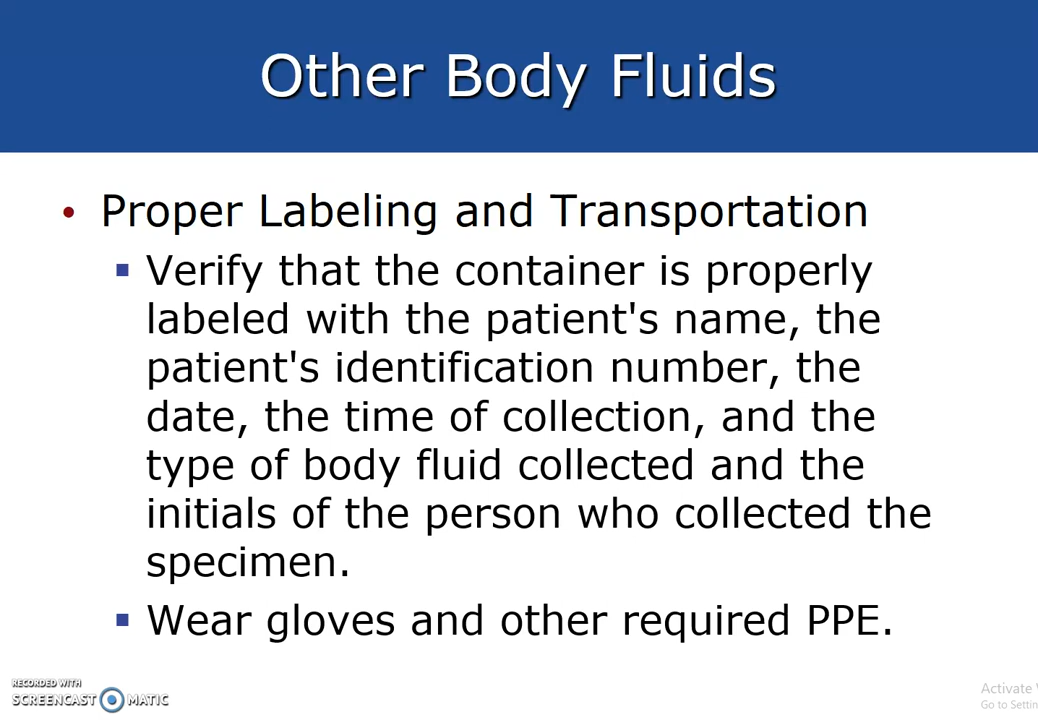 Other Body Fluids
• Proper Labeling and Transportation
▪ Verify that the container is properly
labeled with the patient's name, the
patient's identification number, the
date, the time of collection, and the
type of body fluid collected and the
initials of the person who collected the
specimen.
▪ Wear gloves and other required PPE.
RECORDED WITH
SCREENCAST MATIC
Activate
Go to